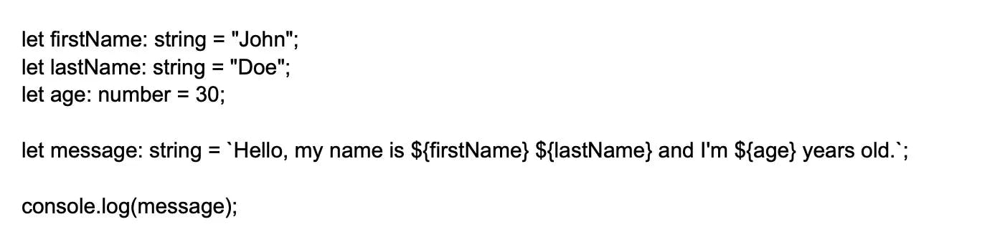 let firstName: string = "John";
let lastName: string = "Doe";
let age: number = 30;
let message: string = `Hello, my name is ${firstName} ${lastName} and I'm ${age} years old.`;
console.log(message);